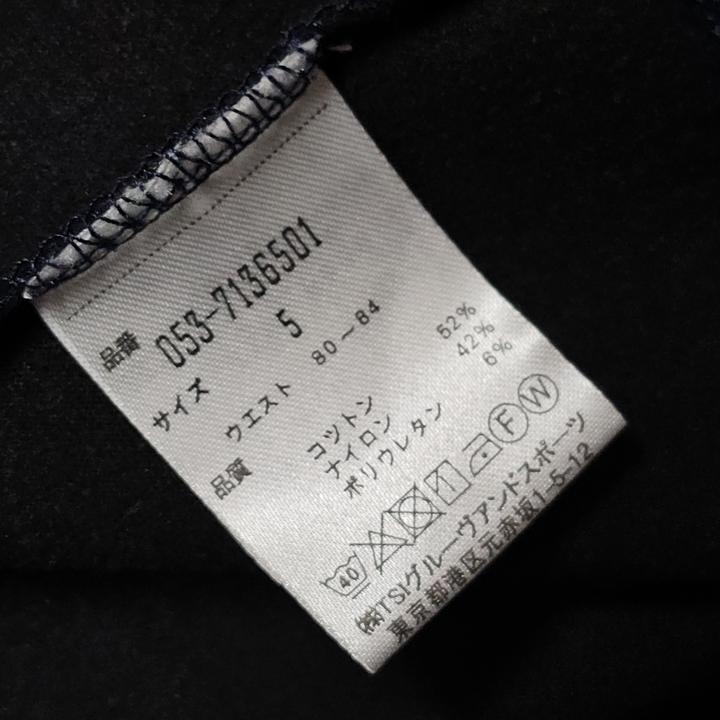 品番 053-7136501
サイズ 5
ウエスト 80～84
品質 コットン 52%
ナイロン 42%
ポリウレタン 6%
40 F W
㈱TSIグルーヴアンドスポーツ
東京都港区元赤坂1-5-12